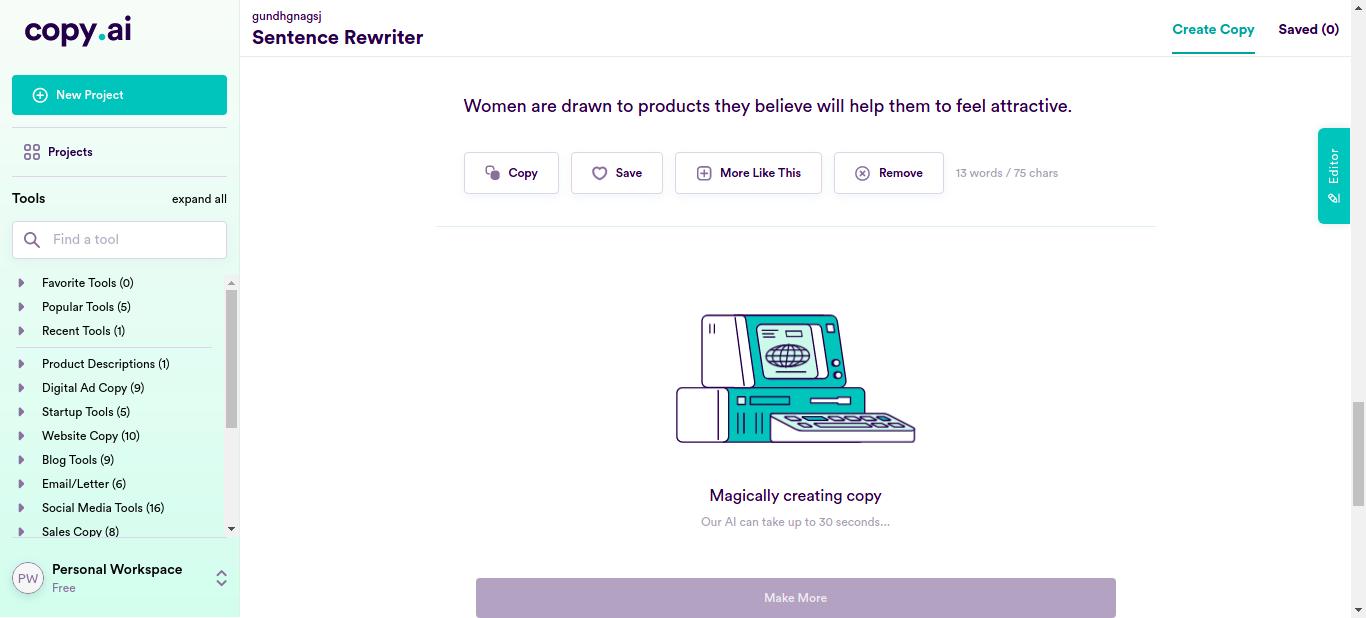 copy.ai
New Project
Projects
Tools
expand all
Find a tool
Favorite Tools (0)
Popular Tools (5)
Recent Tools (1)
Product Descriptions (1)
Digital Ad Copy (9)
Startup Tools (5)
Website Copy (10)
Blog Tools (9)
Email/Letter (6)
Social Media Tools (16)
Sales Copy (8)
PW
Personal Workspace
Free
gundhgnagsj
Sentence Rewriter
Create Copy
Saved (0)
Women are drawn to products they believe will help them to feel attractive.
Copy
Save
More Like This
Remove
13 words / 75 chars
Editor
Magically creating copy
Our AI can take up to 30 seconds...
Make More